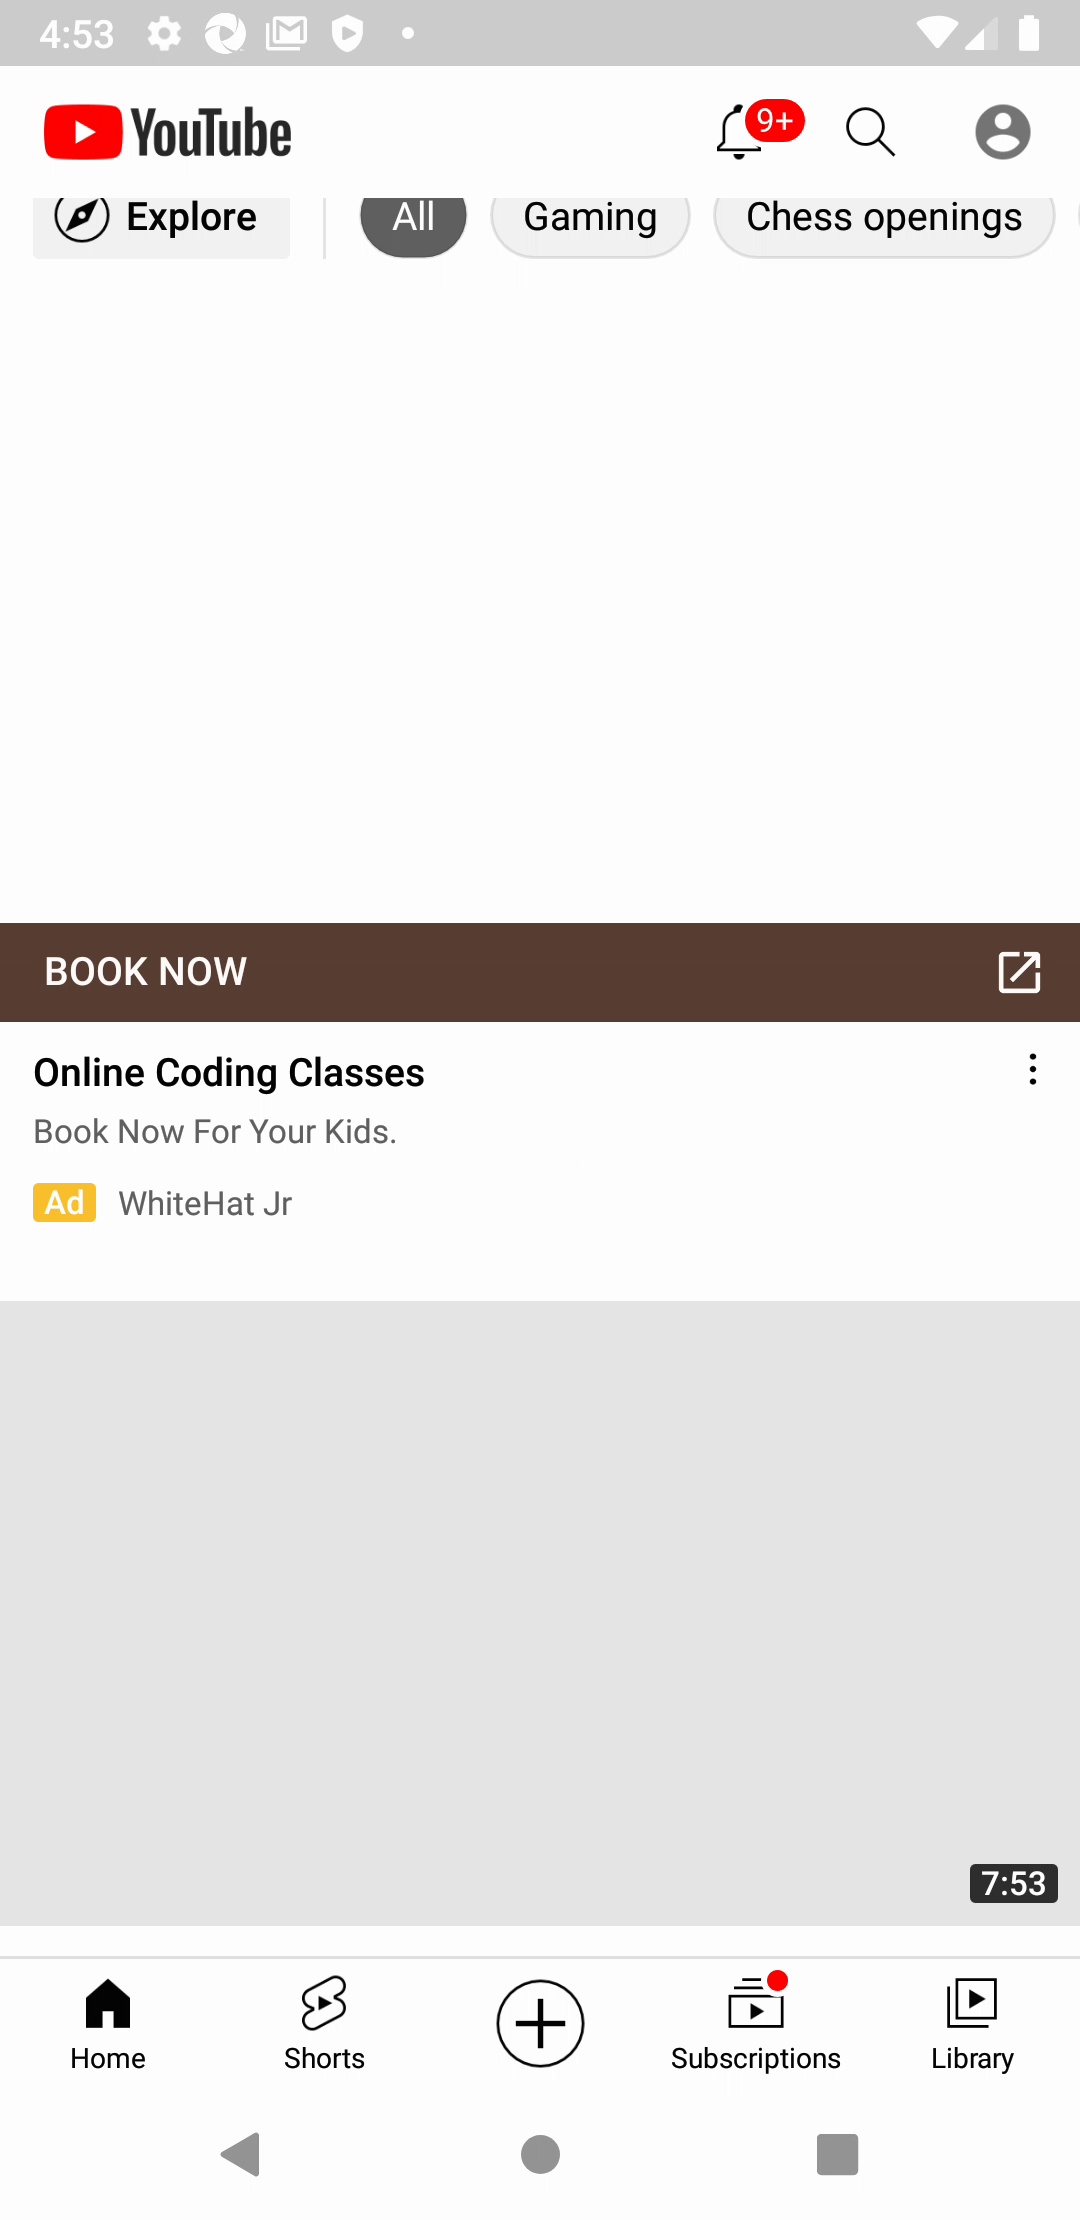 4:53
YouTube
9+
Explore
All
Gaming
Chess openings
BOOK NOW
Online Coding Classes
Book Now For Your Kids.
Ad WhiteHat Jr
7:53
Home
Shorts
Subscriptions
Library